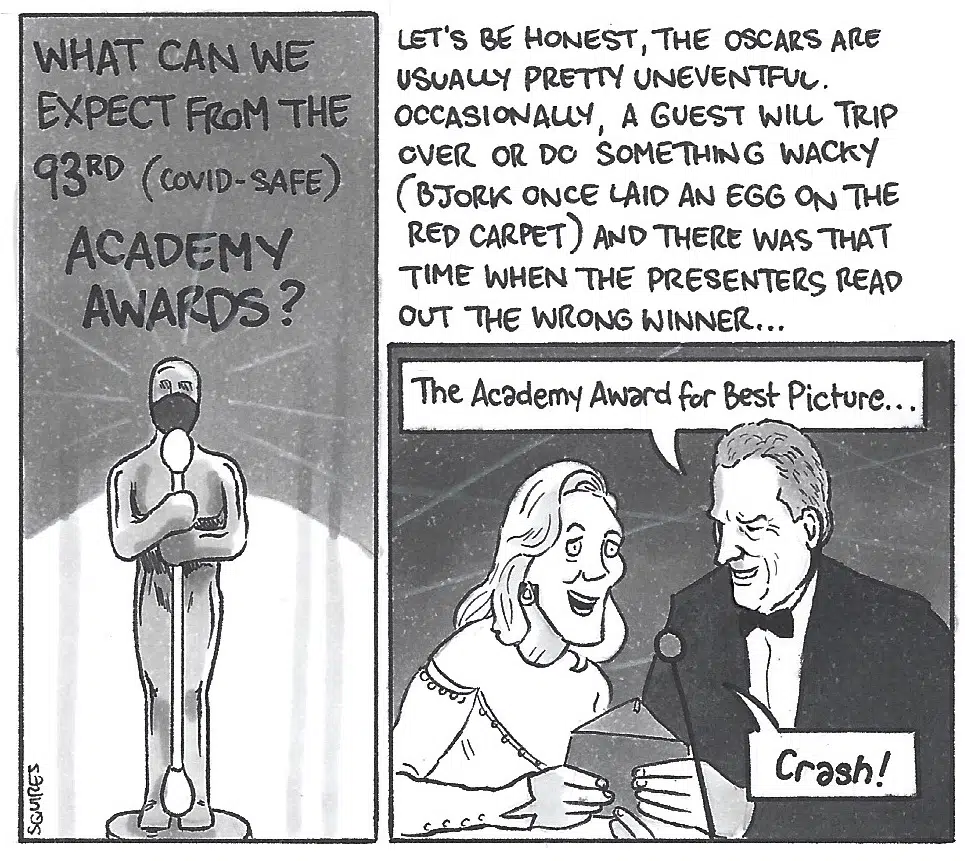 WHAT CAN WE
EXPECT FROM THE
93RD (COVID-SAFE)
ACADEMY
AWARDS?
SQUIRES
LET'S BE HONEST, THE OSCARS ARE
USUALLY PRETTY UNEVENTFUL.
OCCASIONALLY, A GUEST WILL TRIP
OVER OR DO SOMETHING WACKY
(BJORK ONCE LAID AN EGG ON THE
RED CARPET) AND THERE WAS THAT
TIME WHEN THE PRESENTERS READ
OUT THE WRONG WINNER...
The Academy Award for Best Picture...
Crash!